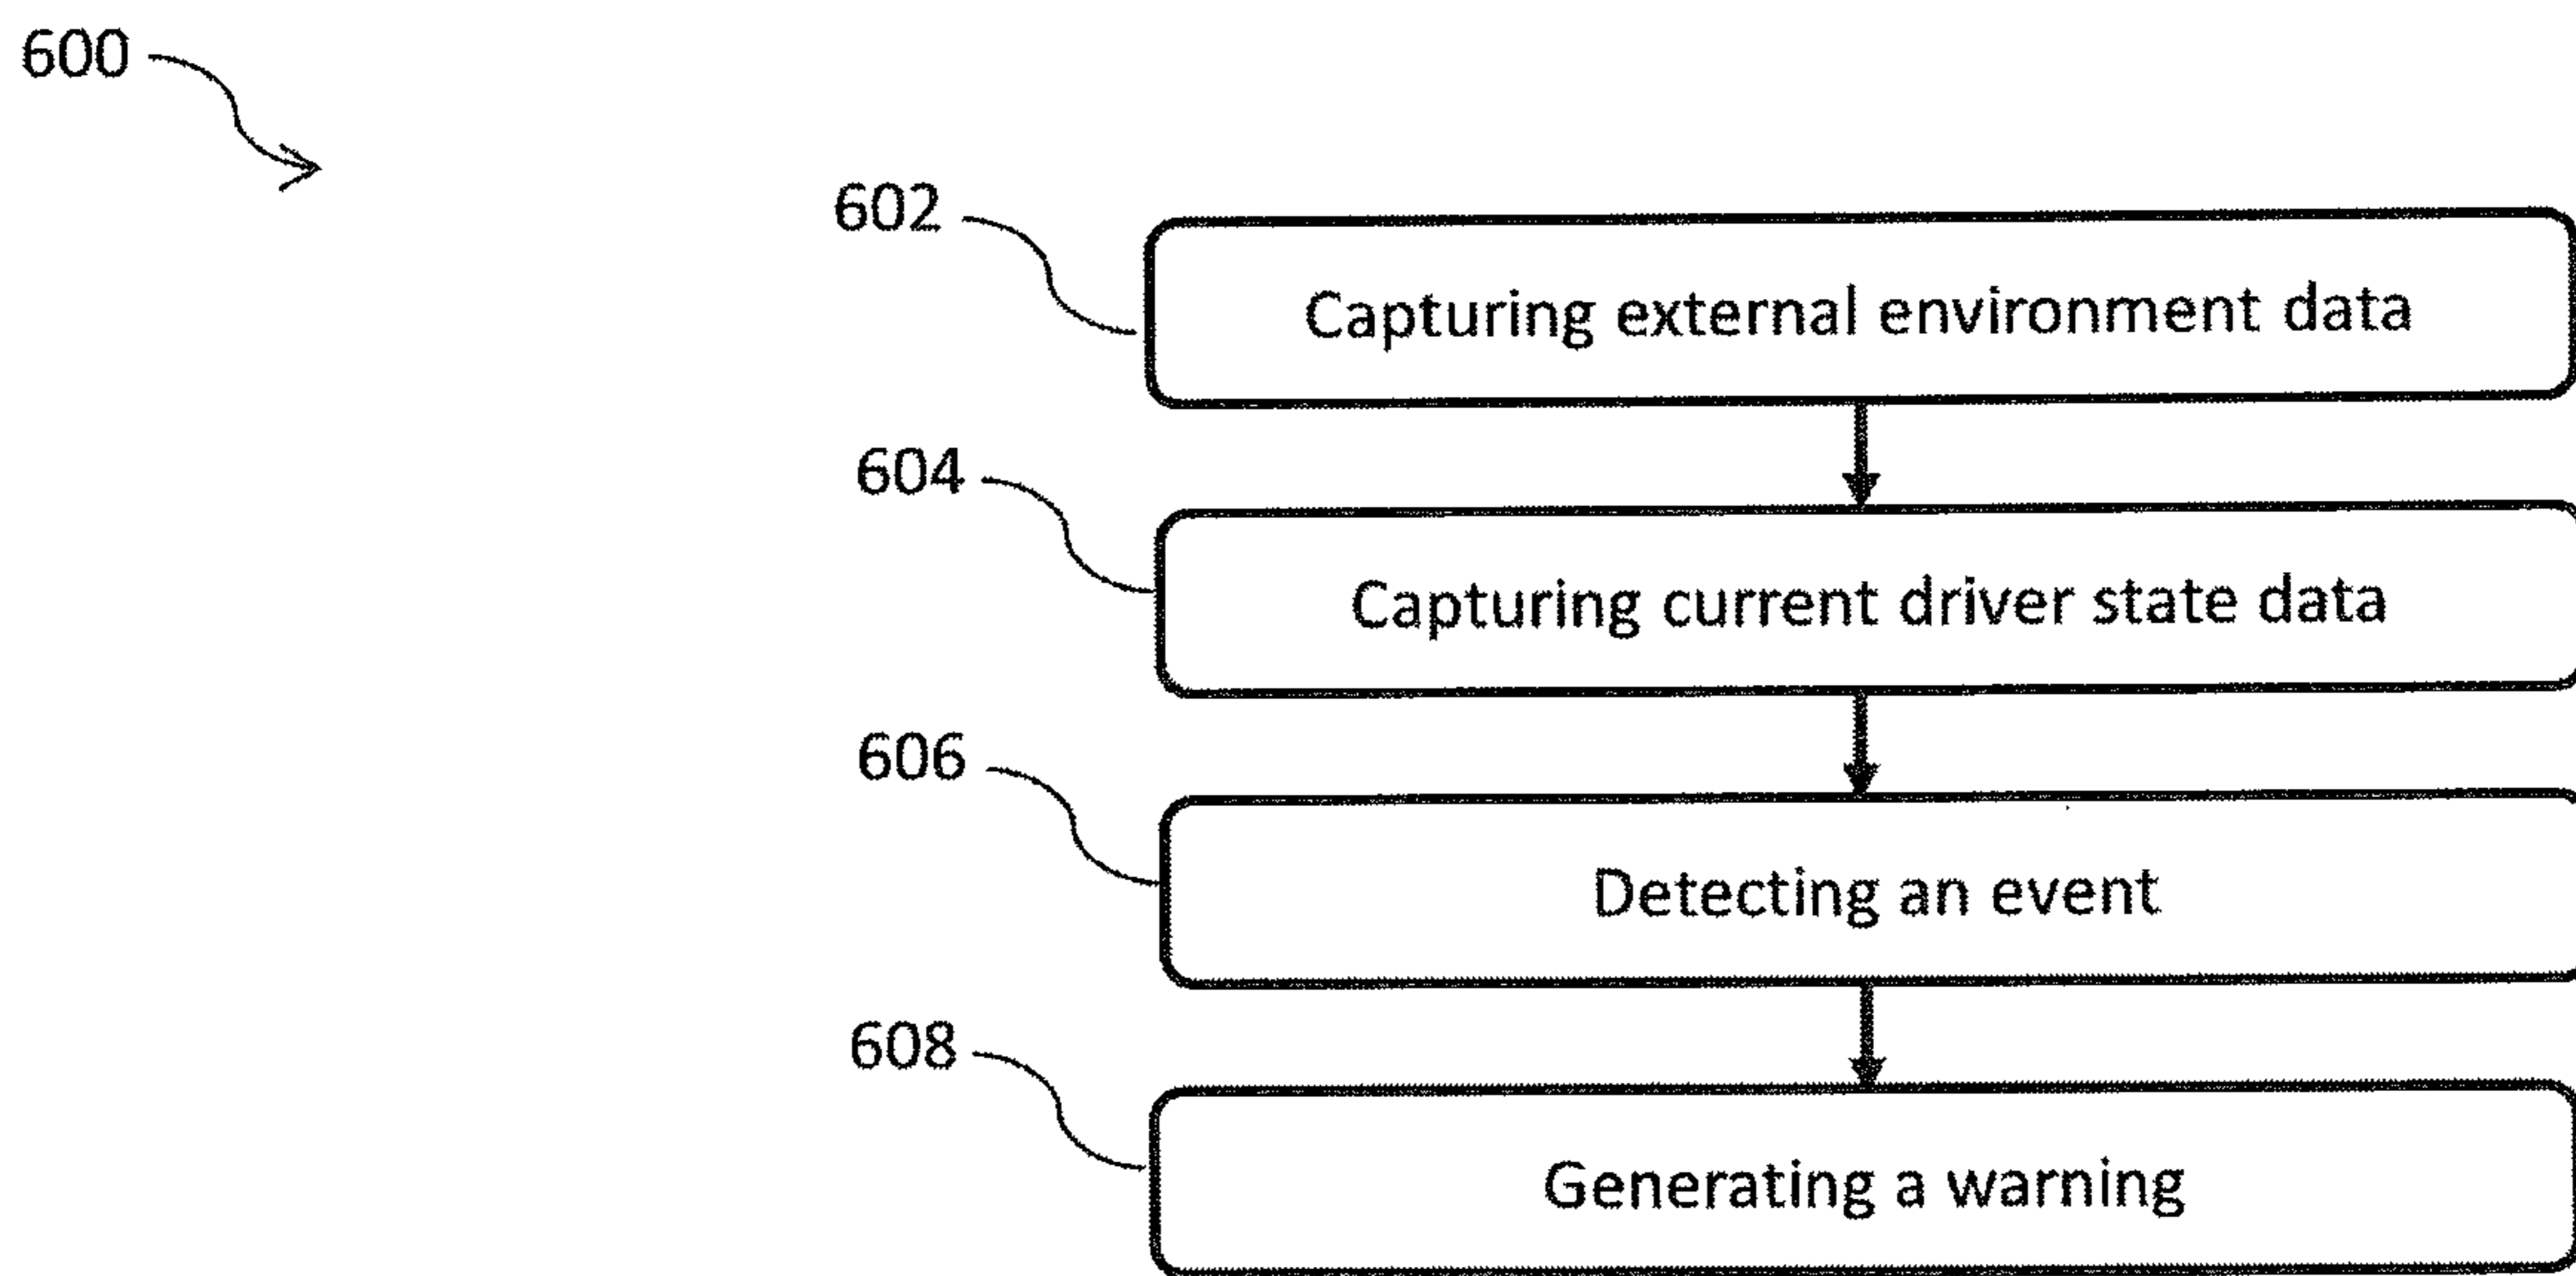 600
602
Capturing external environment data
604
Capturing current driver state data
606
Detecting an event
608
Generating a warning